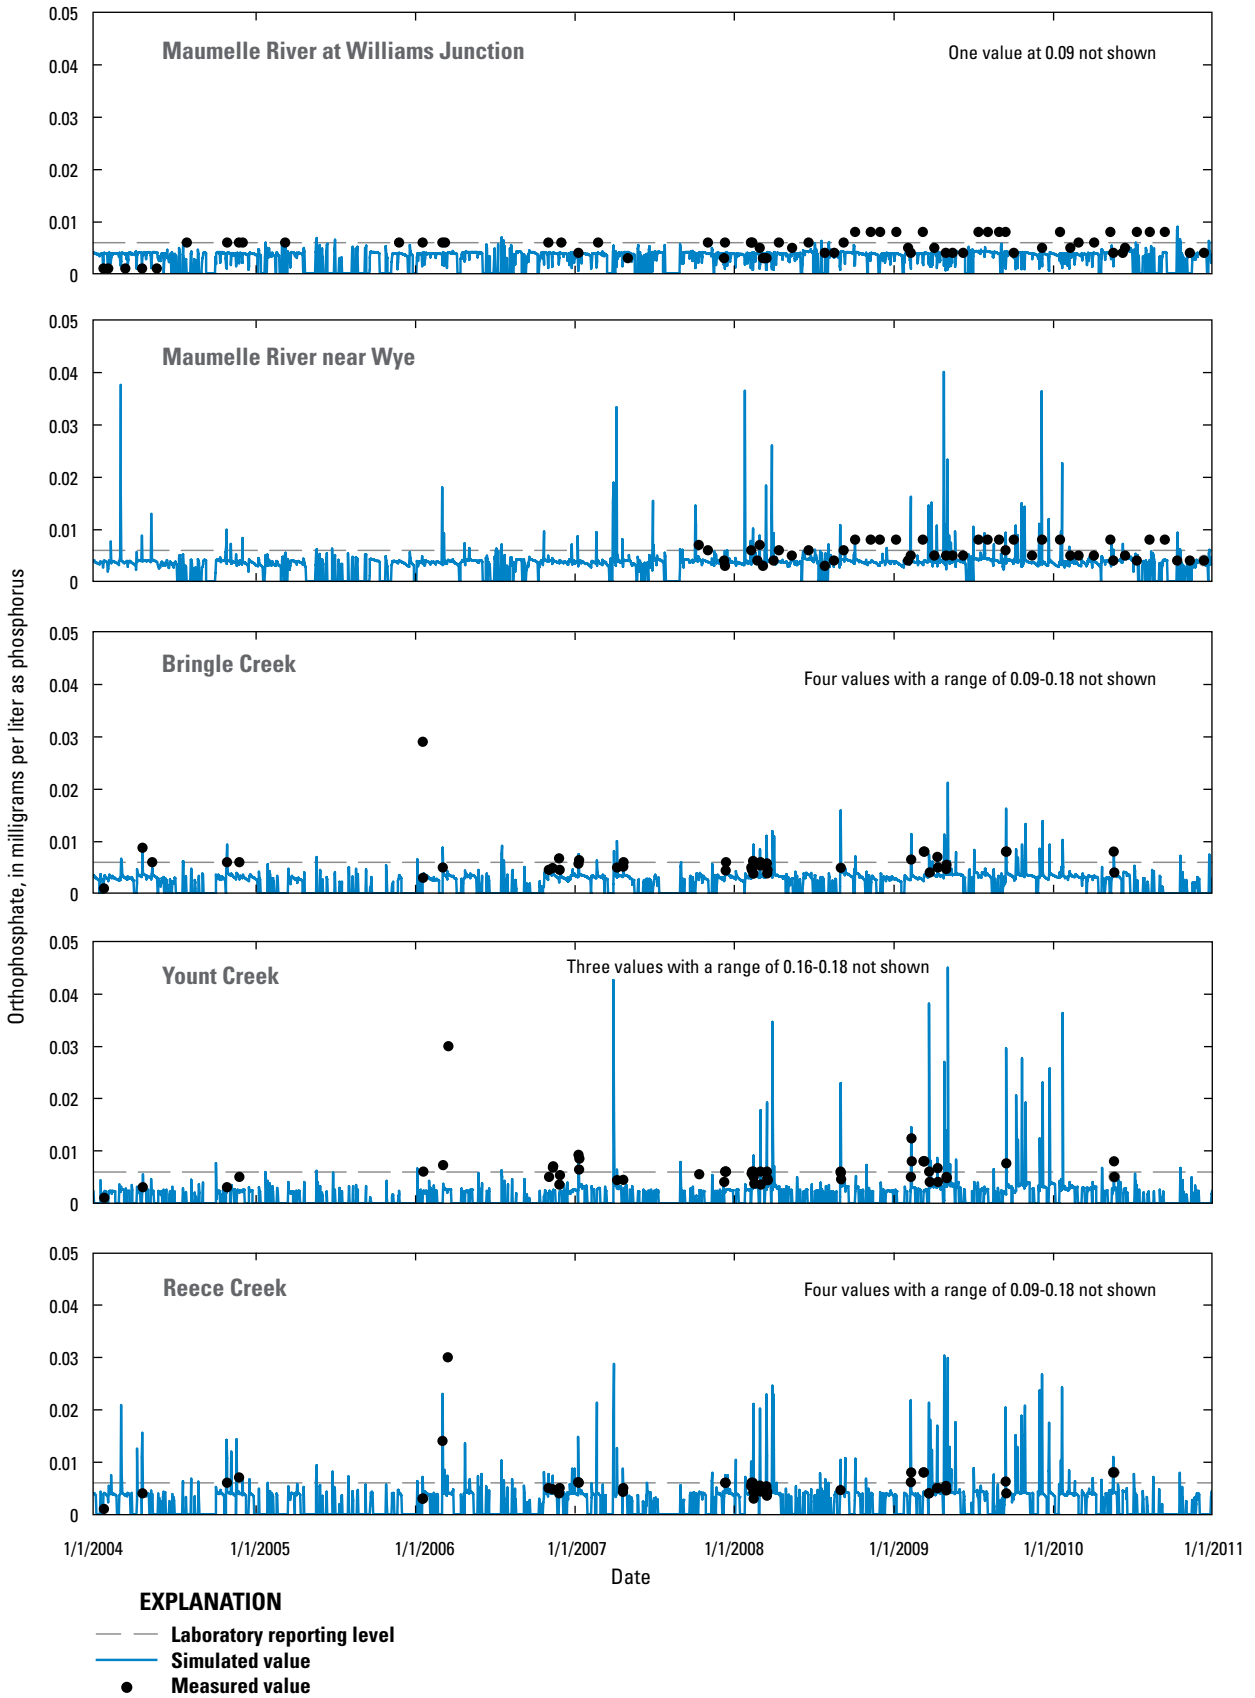 0.05
Maumelle River at Williams Junction
One value at 0.09 not shown
0.04
0.03
0.02
0.01
0
0.05
Maumelle River near Wye
0.04
0.03
0.02
0.01
0
0.05
Bringle Creek
Four values with a range of 0.09-0.18 not shown
0.04
0.03
0.02
0.01
0
0.05
Yount Creek
Three values with a range of 0.16-0.18 not shown
0.04
0.03
0.02
0.01
0
0.05
Reece Creek
Four values with a range of 0.09-0.18 not shown
0.04
0.03
0.02
0.01
0
Orthophosphate, in milligrams per liter as phosphorus
1/1/2004 1/1/2005 1/1/2006 1/1/2007 1/1/2008 1/1/2009 1/1/2010 1/1/2011
Date
EXPLANATION
Laboratory reporting level
Simulated value
Measured value